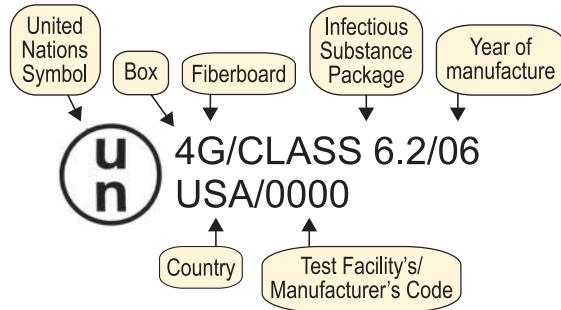 United
Nations
Symbol
Box
Fiberboard
Infectious
Substance
Package
Year of
manufacture
u
n
4G/CLASS 6.2/06
USA/0000
Country
Test Facility's/
Manufacturer's Code